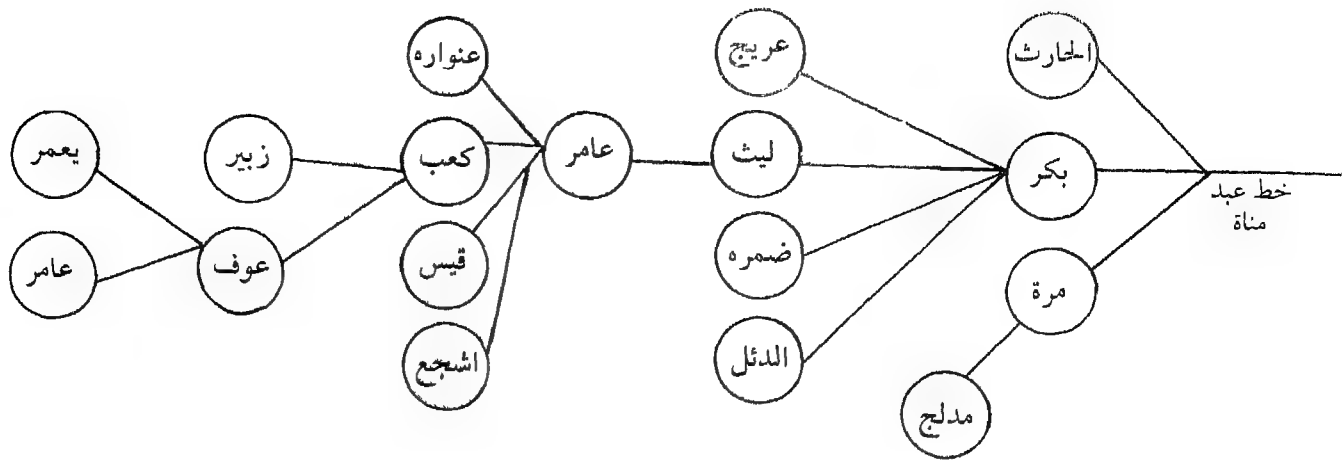 الحارث
بكر
مرة
مدلج
خط عبد
مناة
عريج
ليث
ضمره
الدئل
عامر
عنواره
كعب
قيس
اشجع
زبير
عوف
يعمر
عامر